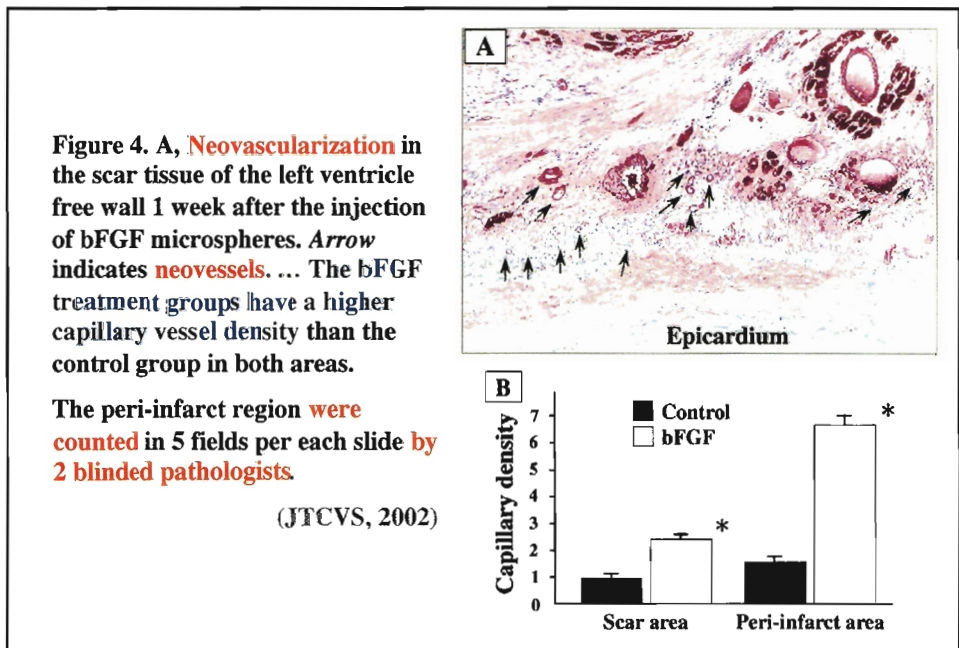 Figure 4. A, Neovascularization in
the scar tissue of the left ventricle
free wall 1 week after the injection
of bFGF microspheres. Arrow
indicates neovessels. ... The bFGF
treatment groups have a higher
capillary vessel density than the
control group in both areas.
The peri-infarct region were
counted in 5 fields per each slide by
2 blinded pathologists.
(JTCVS, 2002)
A
Epicardium
B
Capillary density
7
6
5
4
3
2
1
0
Control
bFGF
*
*
Scar area
Peri-infarct area